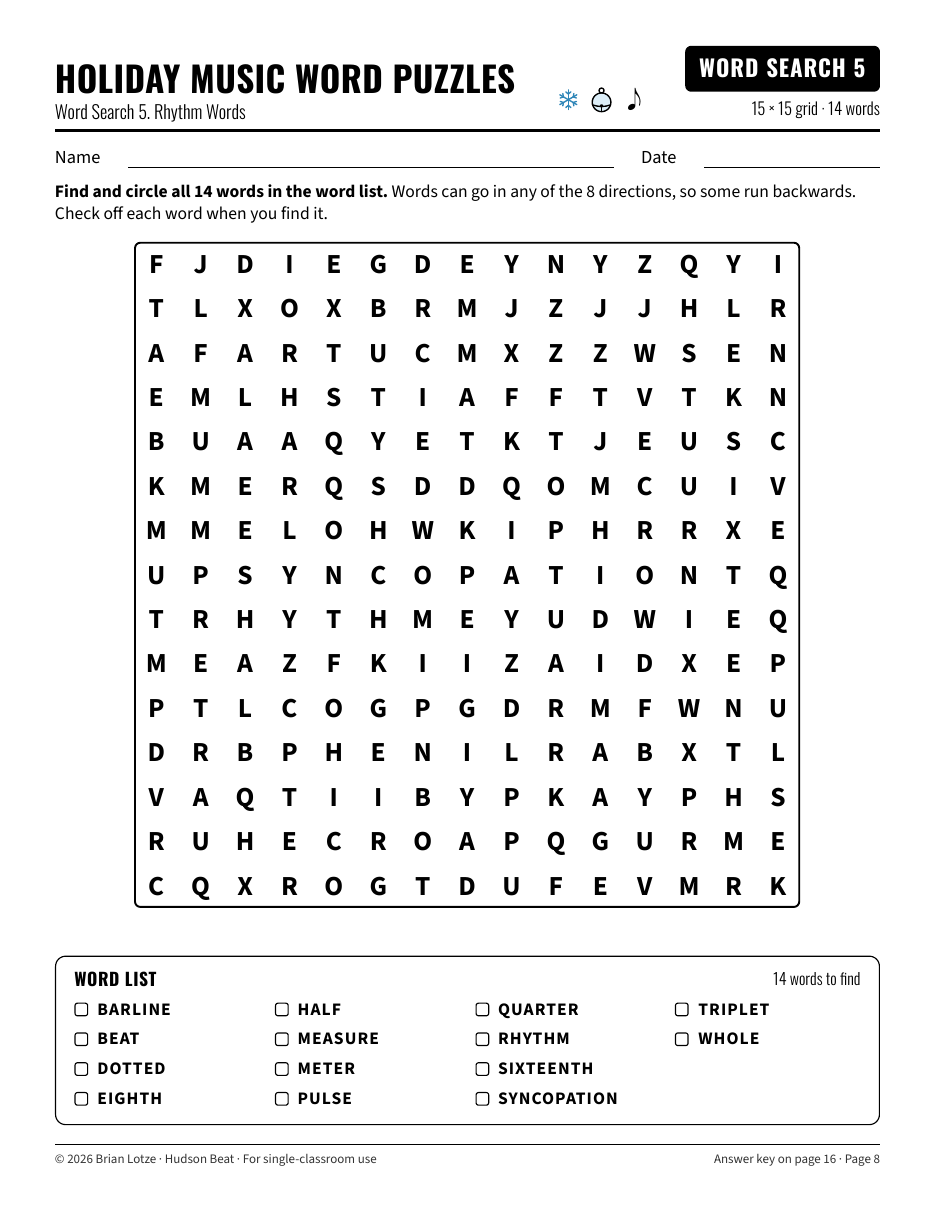 HOLIDAY MUSIC WORD PUZZLES
WORD SEARCH 5
Word Search 5. Rhythm Words
15 × 15 grid · 14 words
Name
Date
Find and circle all 14 words in the word list. Words can go in any of the 8 directions, so some run backwards.
Check off each word when you find it.
F J D I E G D E Y N Y Z Q Y I
T L X O X B R M J Z J J H L R
A F A R T U C M X Z Z W S E N
E M L H S T I A F F T V T K N
B U A A Q Y E T K T J E U S C
K M E R Q S D D Q O M C U I V
M M E L O H W K I P H R R X E
U P S Y N C O P A T I O N T Q
T R H Y T H M E Y U D W I E Q
M E A Z F K I I Z A I D X E P
P T L C O G P G D R M F W N U
D R B P H E N I L R A B X T L
V A Q T I I B Y P K A Y P H S
R U H E C R O A P Q G U R M E
C Q X R O G T D U F E V M R K
WORD LIST
14 words to find
BARLINE HALF QUARTER TRIPLET
BEAT MEASURE RHYTHM WHOLE
DOTTED METER SIXTEENTH
EIGHTH PULSE SYNCOPATION
© 2026 Brian Lotze · Hudson Beat · For single-classroom use
Answer key on page 16 · Page 8